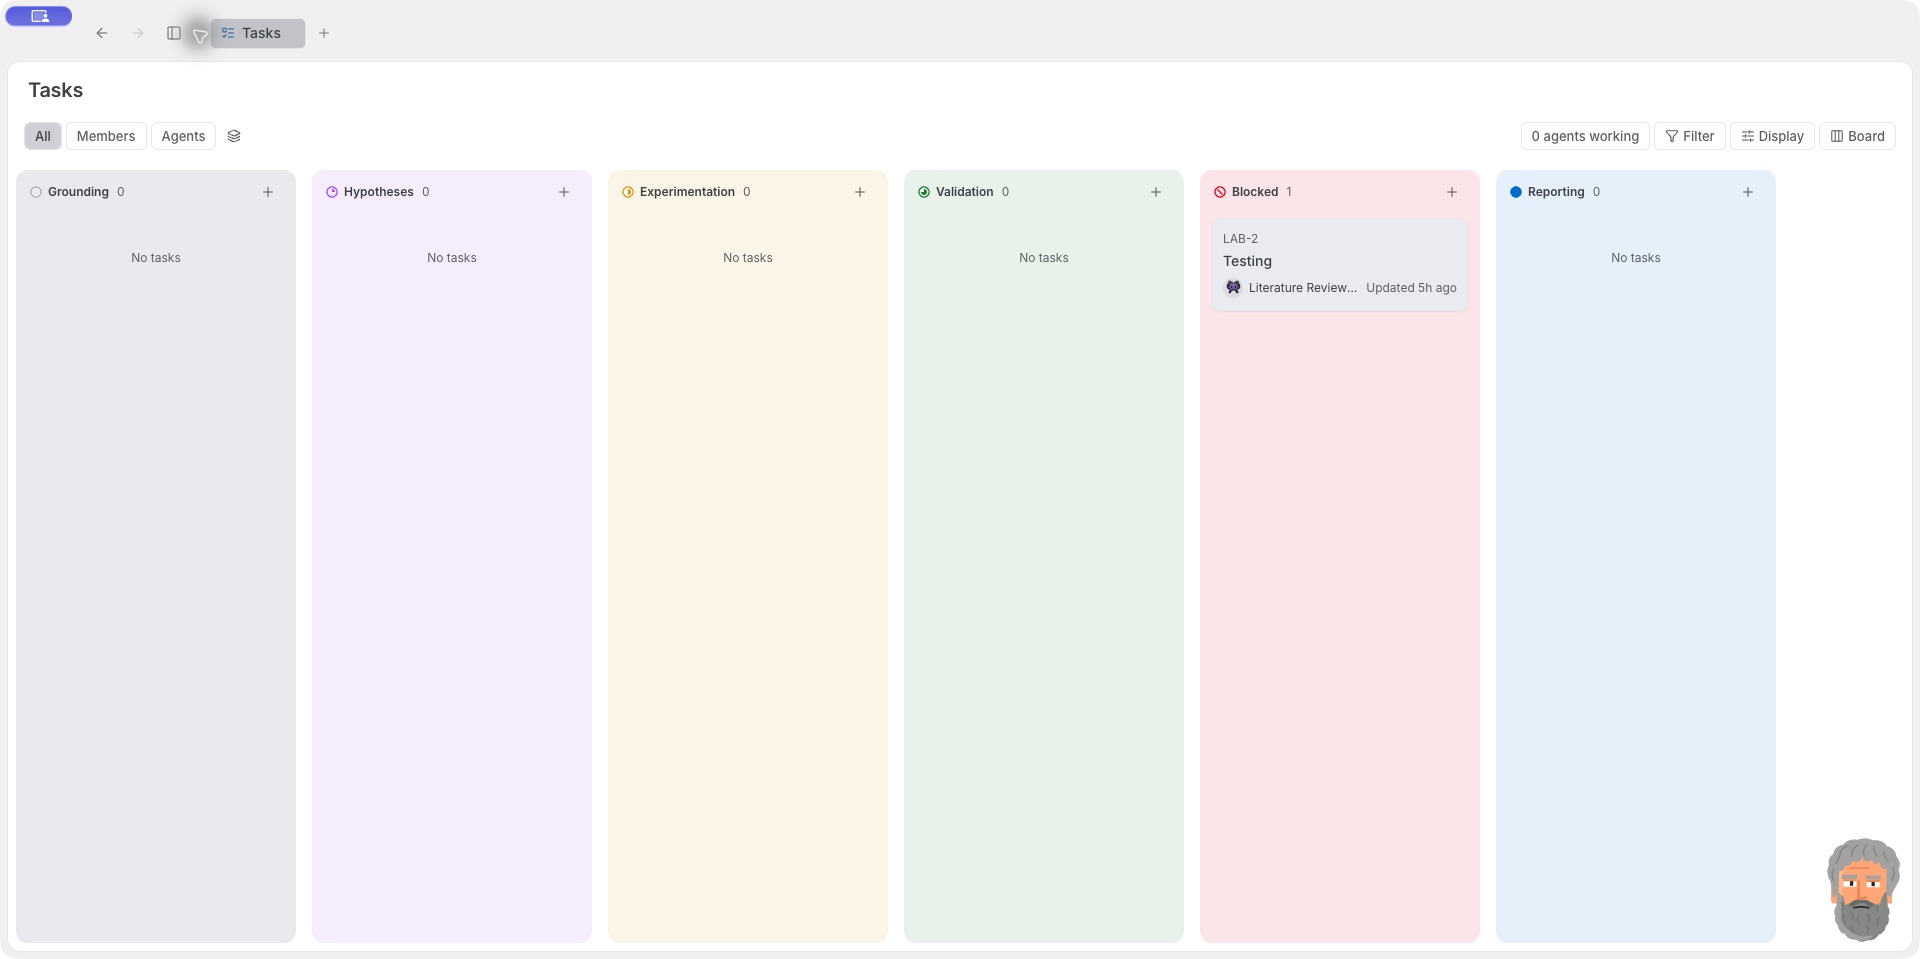 Tasks
Tasks
All
Members
Agents
0 agents working
Filter
Display
Board
Grounding 0
No tasks
Hypotheses 0
No tasks
Experimentation 0
No tasks
Validation 0
No tasks
Blocked 1
LAB-2
Testing
Literature Review... Updated 5h ago
Reporting 0
No tasks